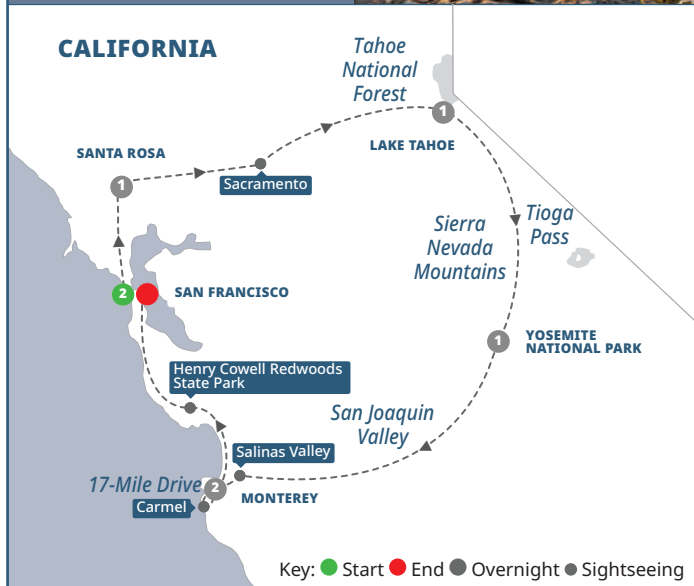 CALIFORNIA
Tahoe
National
Forest
1
LAKE TAHOE
SANTA ROSA
1
Sacramento
Sierra
Nevada
Mountains
Tioga
Pass
2
SAN FRANCISCO
1
YOSEMITE
NATIONAL PARK
Henry Cowell Redwoods
State Park
San Joaquin
Valley
Salinas Valley
17-Mile Drive
2
MONTEREY
Carmel
Key: Start End Overnight Sightseeing